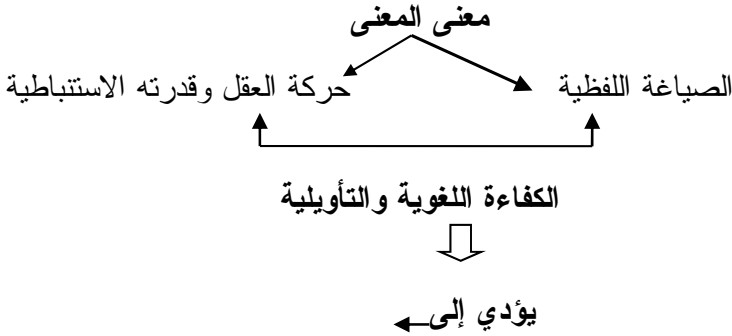 معنى المعنى
الصياغة اللفظية حركة العقل وقدرته الاستنباطية
الكفاءة اللغوية والتأويلية
يؤدي إلى